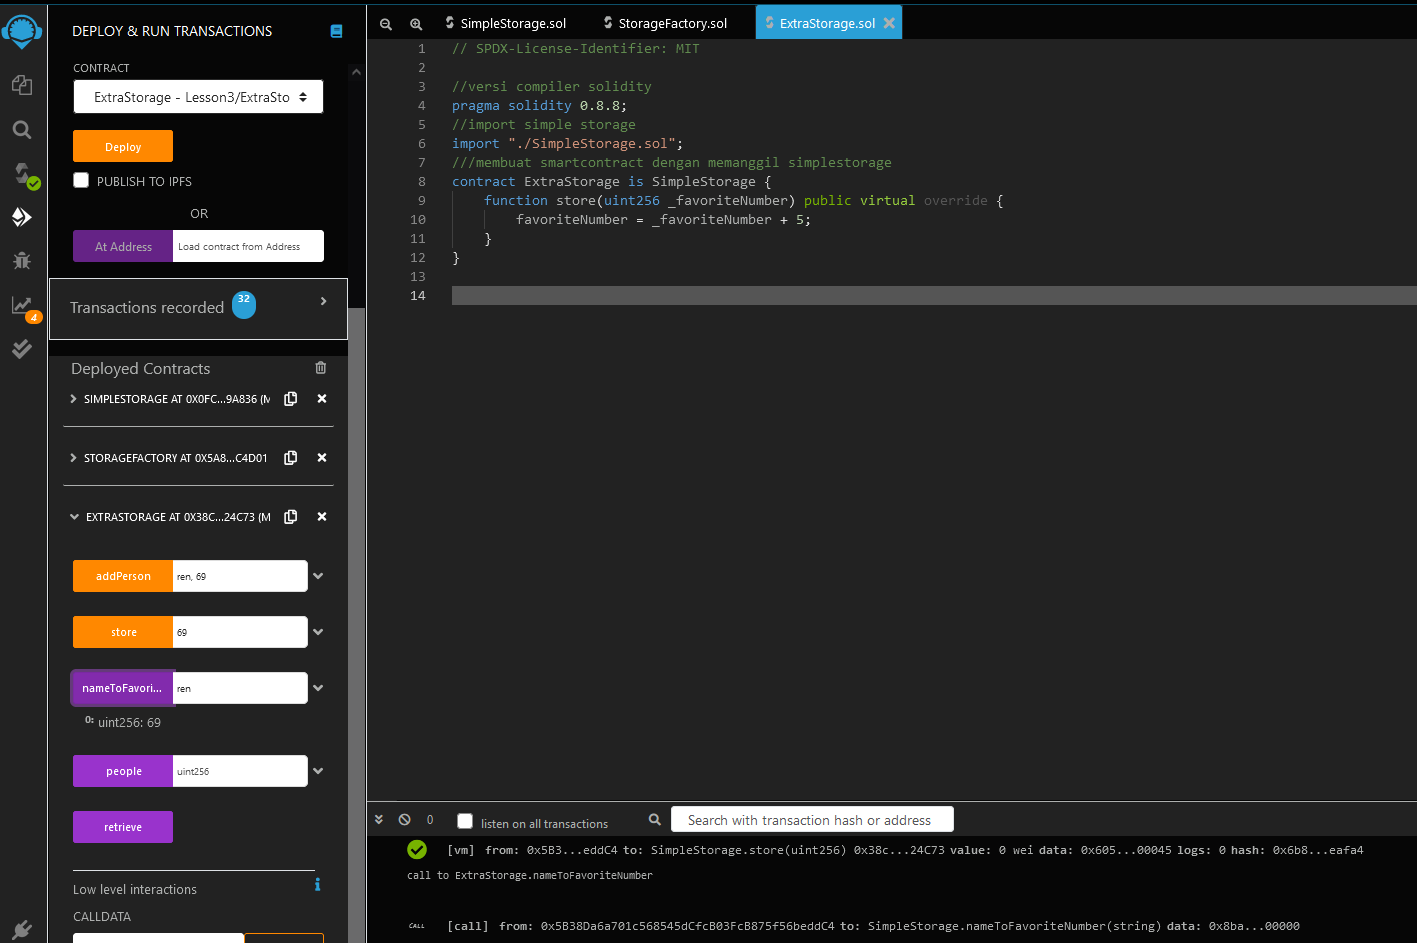 DEPLOY & RUN TRANSACTIONS
CONTRACT
ExtraStorage - Lesson3/ExtraSto
Deploy
PUBLISH TO IPFS
OR
At Address
Load contract from Address
Transactions recorded 32
4
Deployed Contracts
SIMPLESTORAGE AT 0X0FC...9A836 (M
STORAGEFACTORY AT 0X5A8...C4D01
EXTRASTORAGE AT 0X38C...24C73 (M
addPerson ren, 69
store 69
nameToFavori... ren
0: uint256: 69
people uint256
retrieve
Low level interactions
i
CALLDATA
SimpleStorage.sol
StorageFactory.sol
ExtraStorage.sol
1 // SPDX-License-Identifier: MIT
2
3 //versi compiler solidity
4 pragma solidity 0.8.8;
5 //import simple storage
6 import "./SimpleStorage.sol";
7 ///membuat smartcontract dengan memanggil simplestorage
8 contract ExtraStorage is SimpleStorage {
9 function store(uint256 _favoriteNumber) public virtual override {
10 favoriteNumber = _favoriteNumber + 5;
11 }
12 }
13
14
0 listen on all transactions Search with transaction hash or address
[vm] from: 0x5B3...eddC4 to: SimpleStorage.store(uint256) 0x38c...24C73 value: 0 wei data: 0x605...00045 logs: 0 hash: 0x6b8...eafa4
call to ExtraStorage.nameToFavoriteNumber
CALL [call] from: 0x5B38Da6a701c568545dCfcB03FcB875f56beddC4 to: SimpleStorage.nameToFavoriteNumber(string) data: 0x8ba...00000